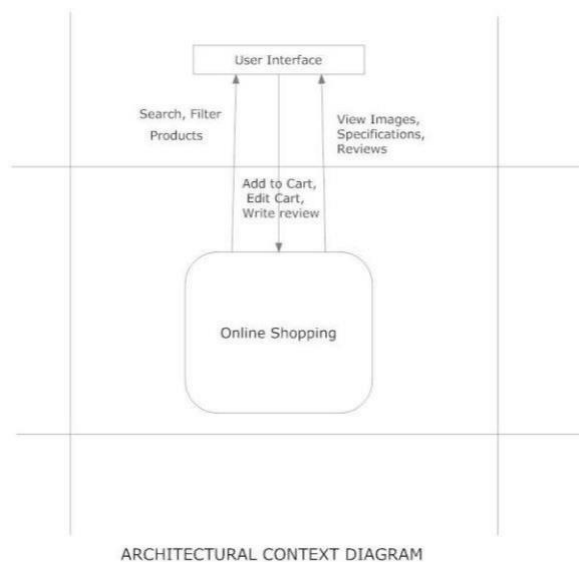 User Interface
Search, Filter
Products
View Images,
Specifications,
Reviews
Add to Cart,
Edit Cart,
Write review
Online Shopping
ARCHITECTURAL CONTEXT DIAGRAM